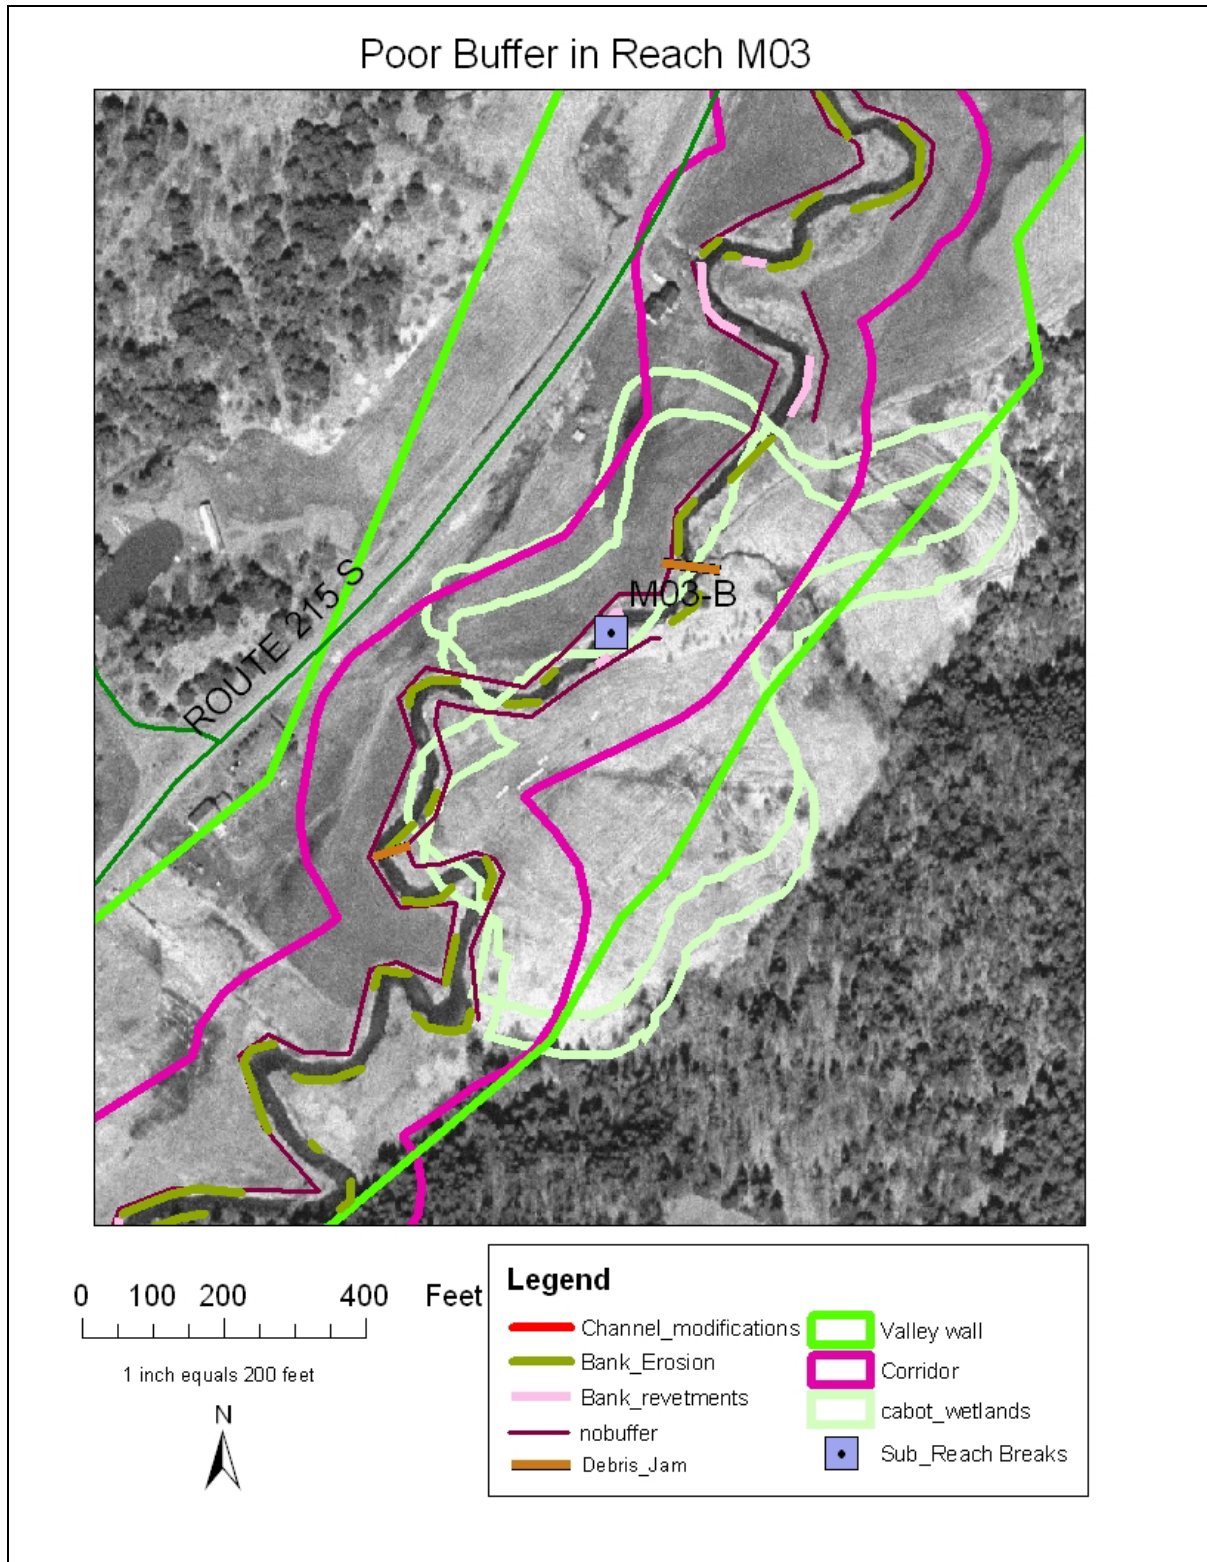 Poor Buffer in Reach M03
M03-B
ROUTE 215 S
0 100 200 400 Feet
1 inch equals 200 feet
N
Legend
Channel_modifications
Bank_Erosion
Bank_revetments
nobuffer
Debris_Jam
Valley wall
Corridor
cabot_wetlands
Sub_Reach Breaks